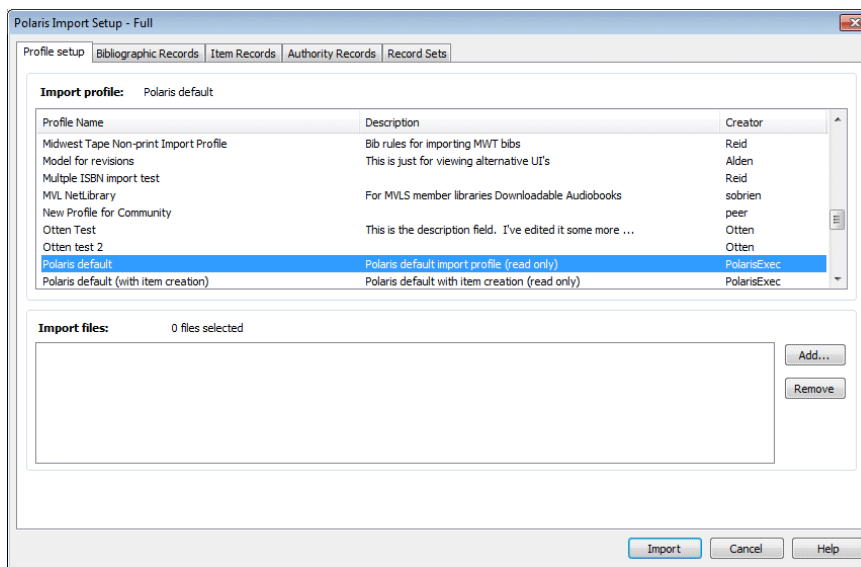 Polaris Import Setup - Full
Profile setup Bibliographic Records Item Records Authority Records Record Sets
Import profile: Polaris default
Profile Name Description Creator
Midwest Tape Non-print Import Profile Bib rules for importing MWT bibs Reid
Model for revisions This is just for viewing alternative UI's Alden
Multple ISBN import test Reid
MVL NetLibrary For MVLS member libraries Downloadable Audiobooks sobrien
New Profile for Community peer
Otten Test This is the description field. I've edited it some more ... Otten
Otten test 2 Otten
Polaris default Polaris default import profile (read only) PolarisExec
Polaris default (with item creation) Polaris default with item creation (read only) PolarisExec
Import files: 0 files selected
Add...
Remove
Import Cancel Help